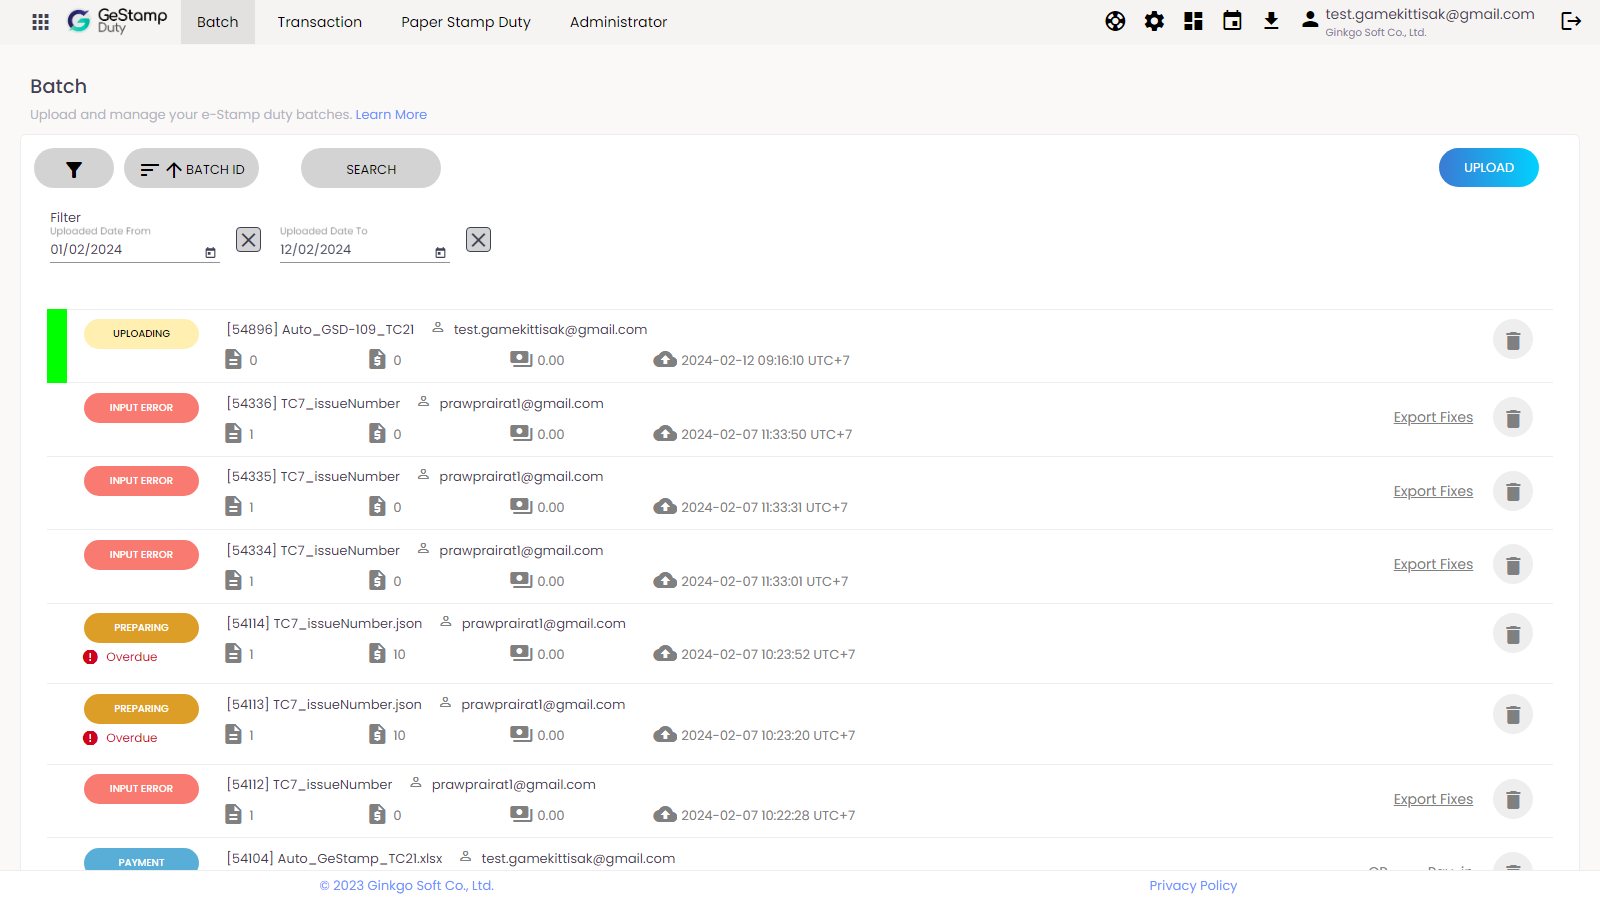 GeStamp Duty
Batch
Transaction
Paper Stamp Duty
Administrator
test.gamekittisak@gmail.com
Ginkgo Soft Co., Ltd.
Batch
Upload and manage your e-Stamp duty batches. Learn More
BATCH ID
SEARCH
UPLOAD
Filter
Uploaded Date From
01/02/2024
Uploaded Date To
12/02/2024
UPLOADING
[54896] Auto_GSD-109_TC21 test.gamekittisak@gmail.com
0 0 0.00 2024-02-12 09:16:10 UTC+7
INPUT ERROR
[54336] TC7_issueNumber prawprairat1@gmail.com
1 0 0.00 2024-02-07 11:33:50 UTC+7
Export Fixes
INPUT ERROR
[54335] TC7_issueNumber prawprairat1@gmail.com
1 0 0.00 2024-02-07 11:33:31 UTC+7
Export Fixes
INPUT ERROR
[54334] TC7_issueNumber prawprairat1@gmail.com
1 0 0.00 2024-02-07 11:33:01 UTC+7
Export Fixes
PREPARING
Overdue
[54114] TC7_issueNumber.json prawprairat1@gmail.com
1 10 0.00 2024-02-07 10:23:52 UTC+7
PREPARING
Overdue
[54113] TC7_issueNumber.json prawprairat1@gmail.com
1 10 0.00 2024-02-07 10:23:20 UTC+7
INPUT ERROR
[54112] TC7_issueNumber prawprairat1@gmail.com
1 0 0.00 2024-02-07 10:22:28 UTC+7
Export Fixes
PAYMENT
[54104] Auto_GeStamp_TC21.xlsx test.gamekittisak@gmail.com
© 2023 Ginkgo Soft Co., Ltd.
Privacy Policy